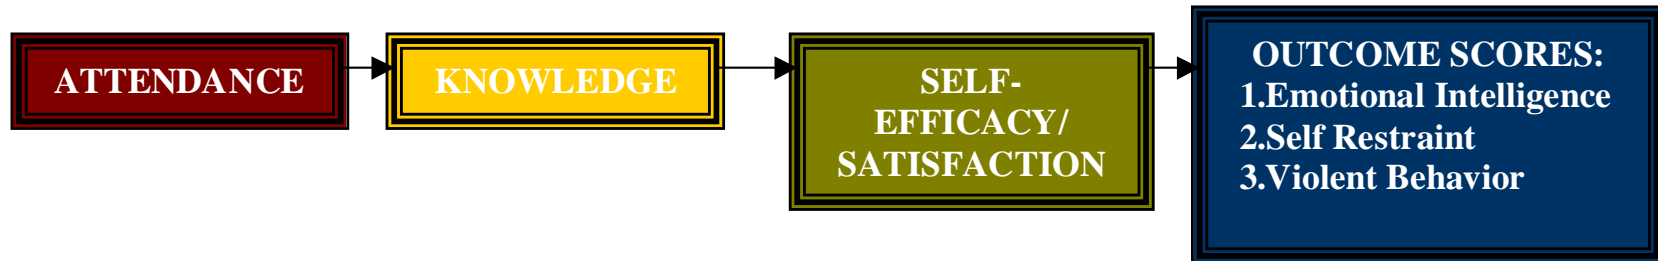 ATTENDANCE
KNOWLEDGE
SELF-
EFFICACY/
SATISFACTION
OUTCOME SCORES:
1.Emotional Intelligence
2.Self Restraint
3.Violent Behavior